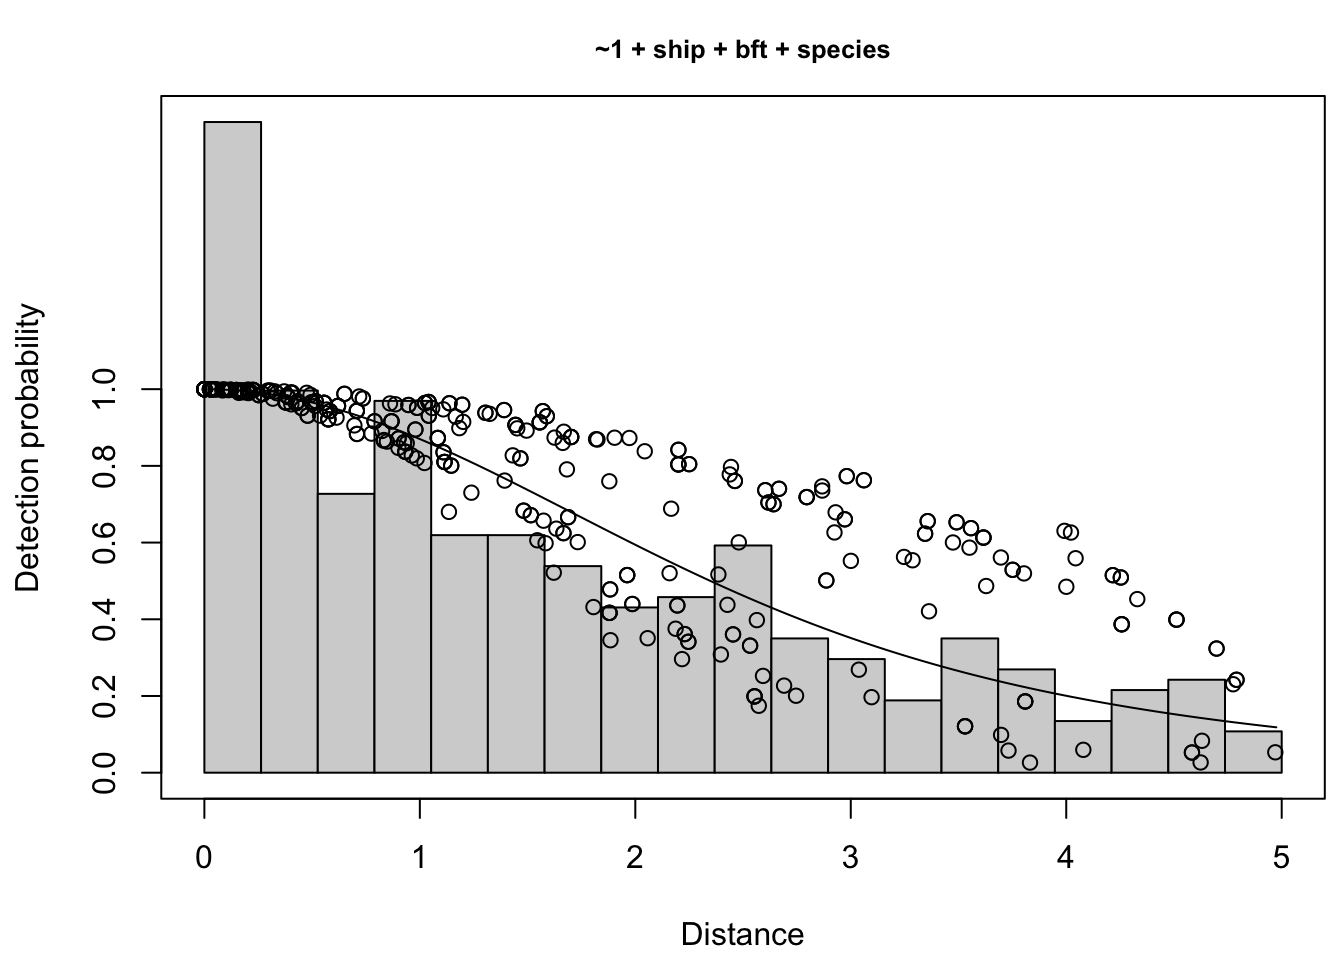 ~1 + ship + bft + species
Detection probability
1.0
0.8
0.6
0.4
0.2
0.0
0 1 2 3 4 5
Distance